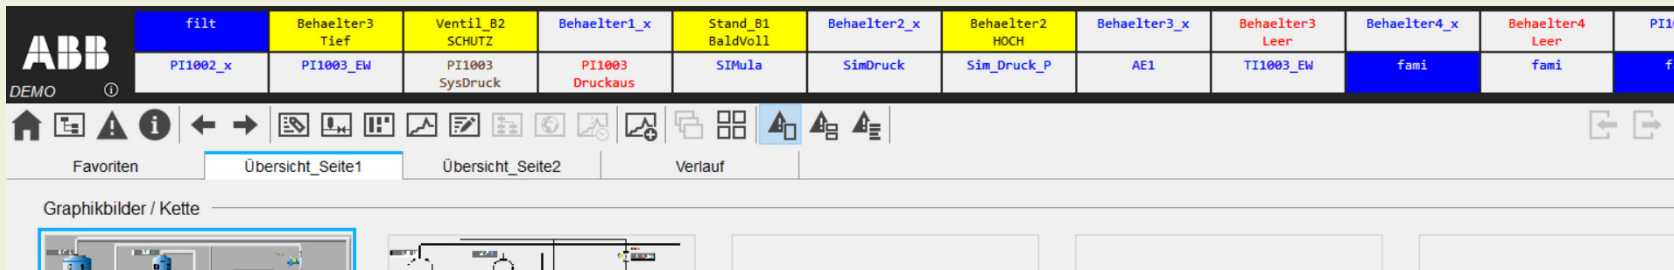 ABB
DEMO
filt
Behaelter3
Tief
Ventil_B2
SCHUTZ
Behaelter1_x
Stand_B1
BaldVoll
Behaelter2_x
Behaelter2
HOCH
Behaelter3_x
Behaelter3
Leer
Behaelter4_x
Behaelter4
Leer
PI1002_x
PI1003_EW
PI1003
SysDruck
PI1003
Druckaus
SIMula
SimDruck
Sim_Druck_P
AE1
TI1003_EW
fami
fami
Favoriten
Übersicht_Seite1
Übersicht_Seite2
Verlauf
Graphikbilder / Kette